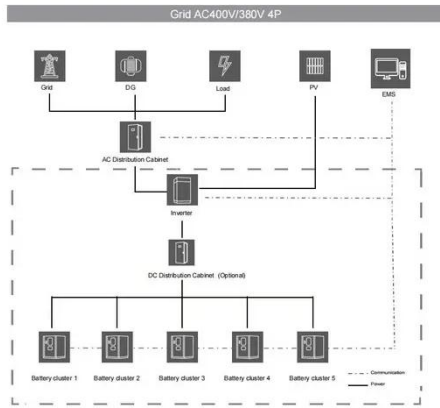 Grid AC400V/380V 4P
Grid
DG
Load
PV
EMS
AC Distribution Cabinet
Inverter
DC Distribution Cabinet (Optional)
Battery cluster 1
Battery cluster 2
Battery cluster 3
Battery cluster 4
Battery cluster 5
Communication
Power